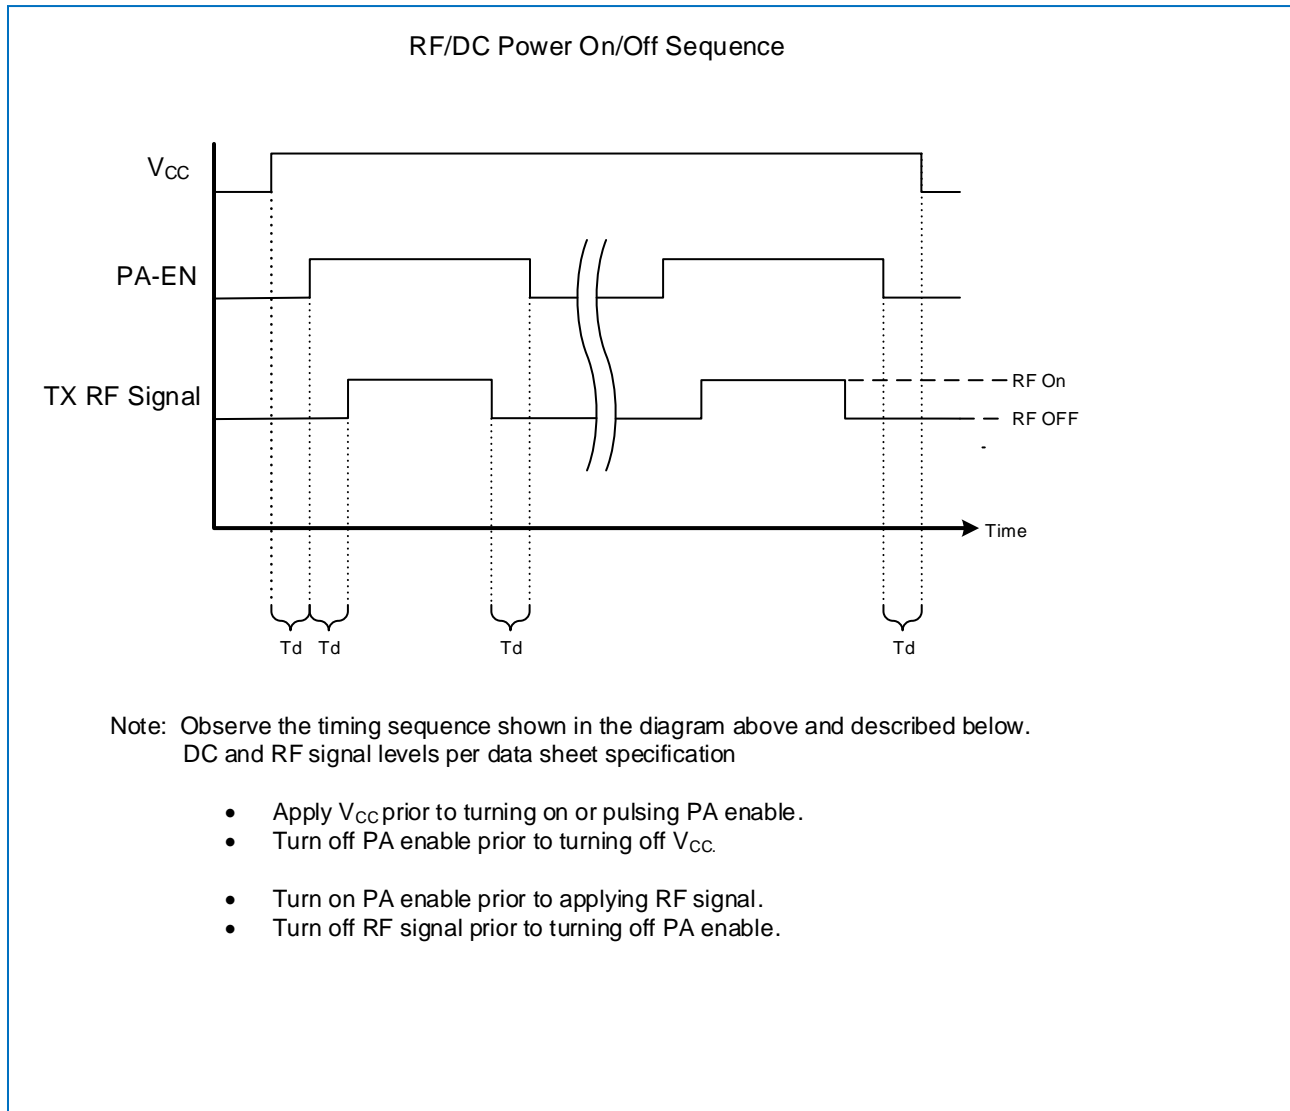 RF/DC Power On/Off Sequence
VCC
PA-EN
TX RF Signal
RF On
RF OFF
-
Time
Td Td Td Td
Note: Observe the timing sequence shown in the diagram above and described below.
DC and RF signal levels per data sheet specification
• Apply VCC prior to turning on or pulsing PA enable.
• Turn off PA enable prior to turning off VCC.
• Turn on PA enable prior to applying RF signal.
• Turn off RF signal prior to turning off PA enable.